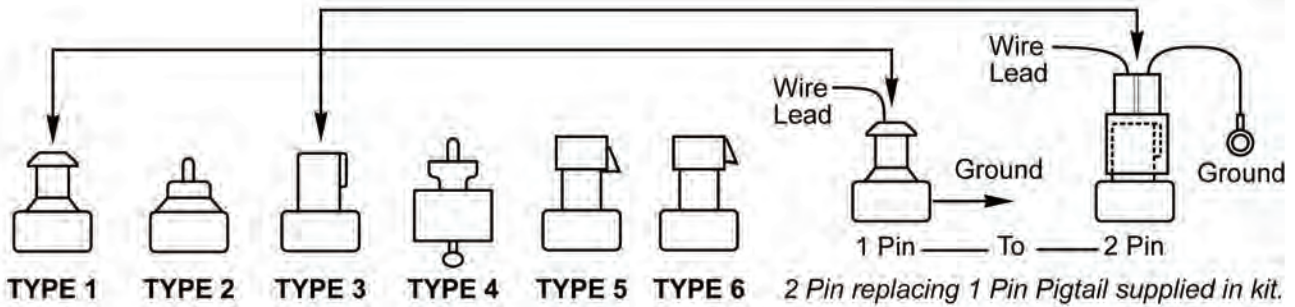 Wire
Lead
Wire
Lead
Ground
Ground
1 Pin To 2 Pin
TYPE 1 TYPE 2 TYPE 3 TYPE 4 TYPE 5 TYPE 6 2 Pin replacing 1 Pin Pigtail supplied in kit.